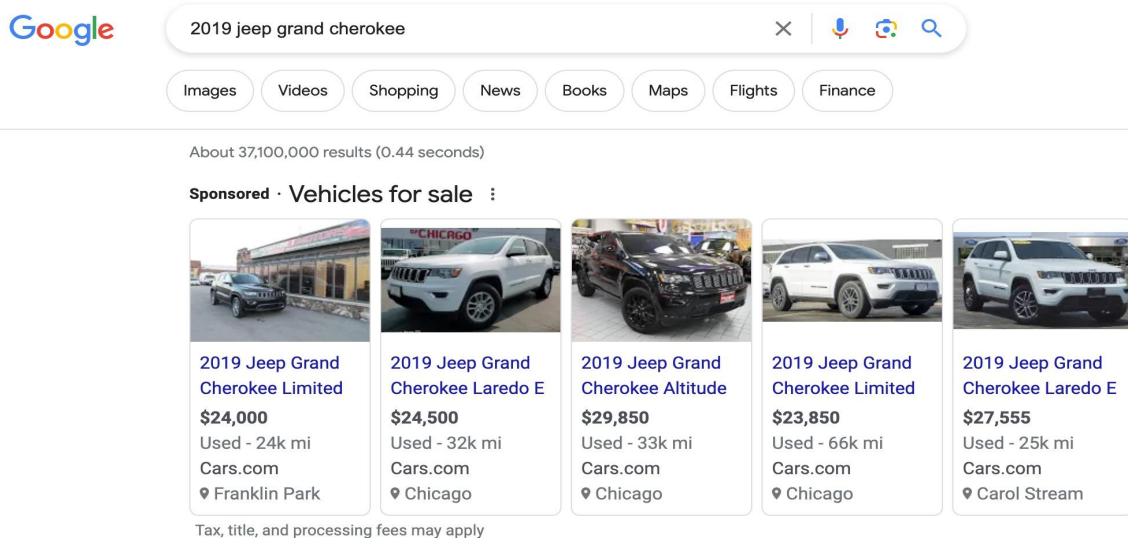 Google
2019 jeep grand cherokee
Images
Videos
Shopping
News
Books
Maps
Flights
Finance
About 37,100,000 results (0.44 seconds)
Sponsored · Vehicles for sale
OF CHICAGO
2019 Jeep Grand
Cherokee Limited
$24,000
Used - 24k mi
Cars.com
Franklin Park
2019 Jeep Grand
Cherokee Laredo E
$24,500
Used - 32k mi
Cars.com
Chicago
2019 Jeep Grand
Cherokee Altitude
$29,850
Used - 33k mi
Cars.com
Chicago
2019 Jeep Grand
Cherokee Limited
$23,850
Used - 66k mi
Cars.com
Chicago
2019 Jeep Grand
Cherokee Laredo E
$27,555
Used - 25k mi
Cars.com
Carol Stream
Tax, title, and processing fees may apply